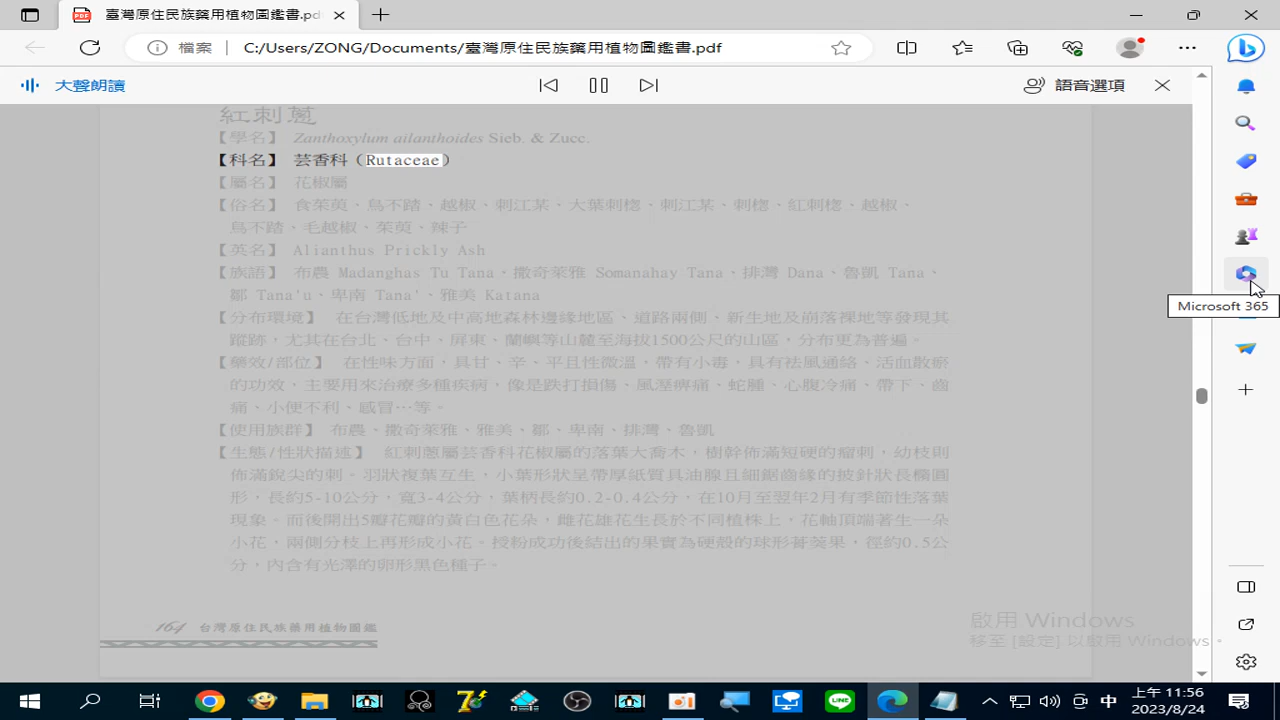 臺灣原住民族藥用植物圖鑑書.pdf
檔案 C:/Users/ZONG/Documents/臺灣原住民族藥用植物圖鑑書.pdf
大聲朗讀 語音選項
紅刺蔥
【學名】 Zanthoxylum ailanthoides Sieb. & Zucc.
【科名】 芸香科（Rutaceae）
【屬名】 花椒屬
【俗名】 食茱萸、鳥不踏、越椒、刺江某、大葉刺楤、刺江某、刺楤、紅刺楤、越椒、
鳥不踏、毛越椒、茱萸、辣子
【英名】 Alianthus Prickly Ash
【族語】 布農 Madanghas Tu Tana、撒奇萊雅 Somanahay Tana、排灣 Dana、魯凱 Tana、
鄒 Tana'u、卑南 Tana'、雅美 Katana
【分布環境】 在台灣低地及中高地森林邊緣地區、道路兩側、新生地及崩落裸地等發現其
蹤跡，尤其在台北、台中、屏東、蘭嶼等山麓至海拔1500公尺的山區，分布更為普遍。
【藥效/部位】 在性味方面，具甘、辛、平且性微溫，帶有小毒，具有袪風通絡、活血散瘀
的功效，主要用來治療多種疾病，像是跌打損傷、風溼痺痛、蛇腫、心腹冷痛、帶下、齒
痛、小便不利、感冒…等。
【使用族群】 布農、撒奇萊雅、雅美、鄒、卑南、排灣、魯凱
【生態/性狀描述】 紅刺蔥屬芸香科花椒屬的落葉大喬木，樹幹佈滿短硬的瘤刺，幼枝則
佈滿銳尖的刺。羽狀複葉互生，小葉形狀呈帶厚紙質具油腺且細鋸齒緣的披針狀長橢圓
形，長約5-10公分，寬3-4公分，葉柄長約0.2-0.4公分，在10月至翌年2月有季節性落葉
現象。而後開出5瓣花瓣的黃白色花朵，雌花雄花生長於不同植株上，花軸頂端著生一朵
小花，兩側分枝上再形成小花。授粉成功後結出的果實為硬殼的球形蓇葖果，徑約0.5公
分，內含有光澤的卵形黑色種子。
164 台灣原住民族藥用植物圖鑑
Microsoft 365
啟用 Windows
移至 [設定] 以啟用 Windows。
中
上午 11:56
2023/8/24